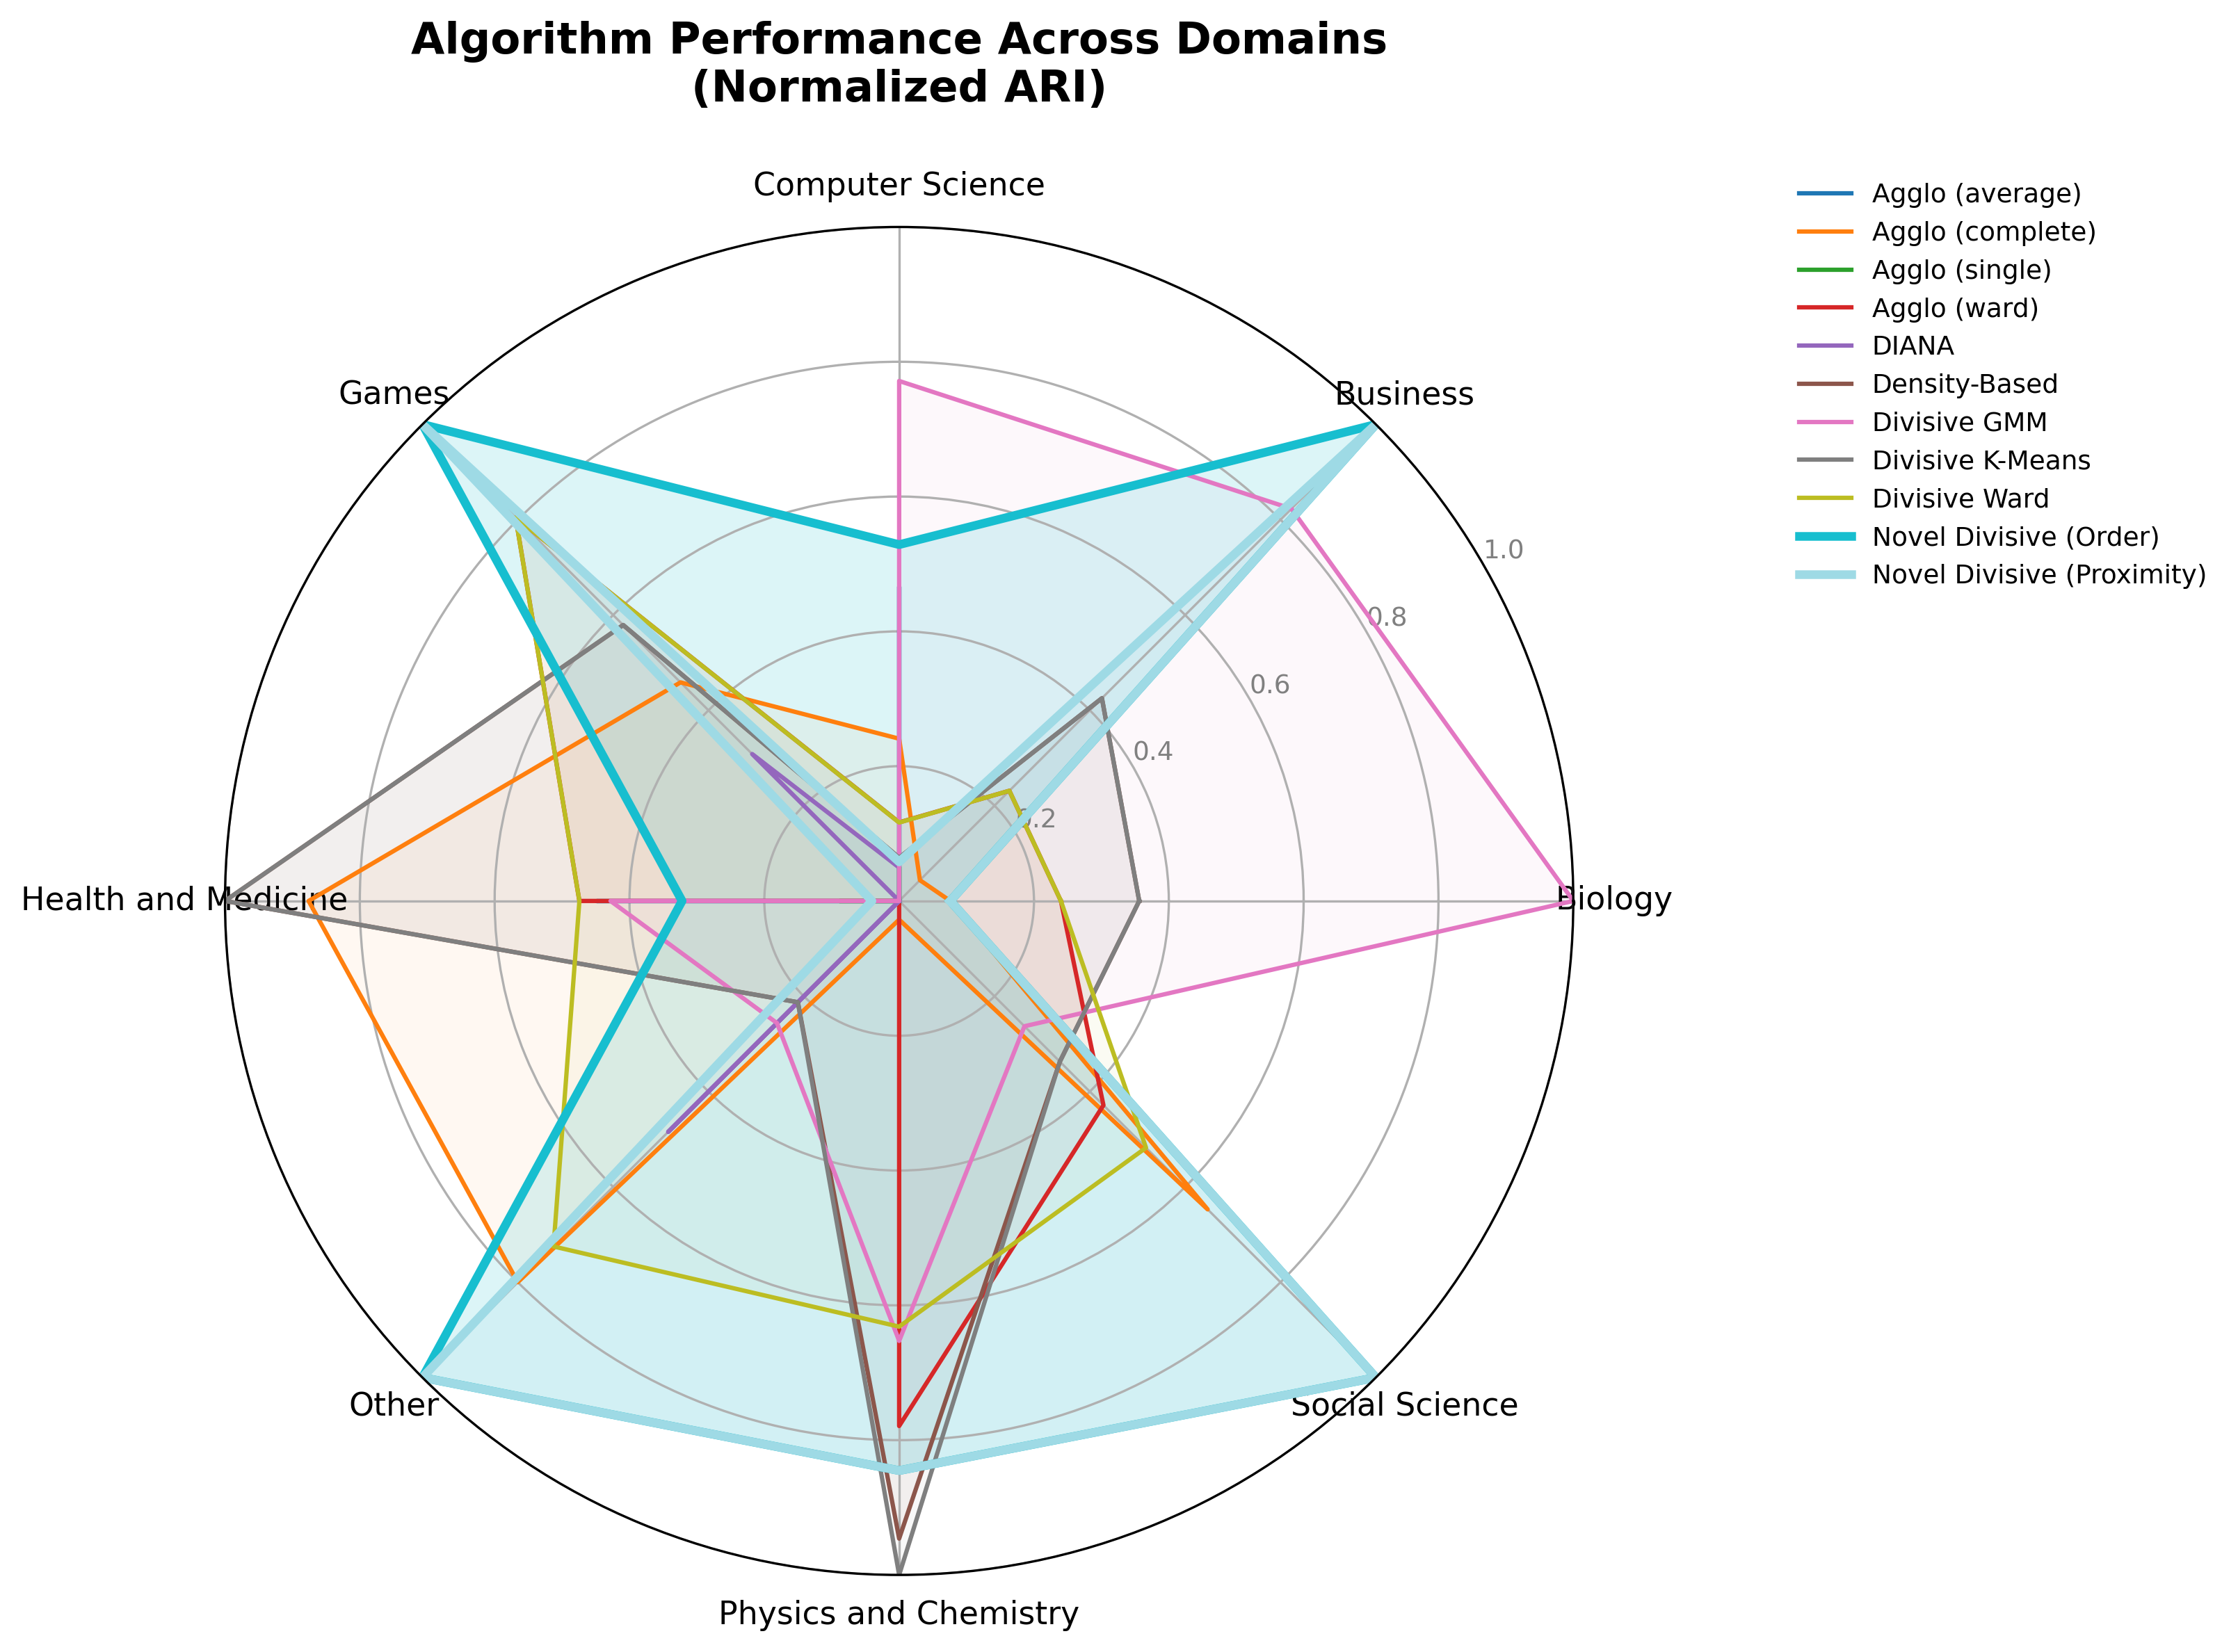 Algorithm Performance Across Domains
(Normalized ARI)
Computer Science
Games
Business
Health and Medicine
Biology
Other
Social Science
Physics and Chemistry
1.0
0.8
0.6
0.4
0.2
Agglo (average)
Agglo (complete)
Agglo (single)
Agglo (ward)
DIANA
Density-Based
Divisive GMM
Divisive K-Means
Divisive Ward
Novel Divisive (Order)
Novel Divisive (Proximity)